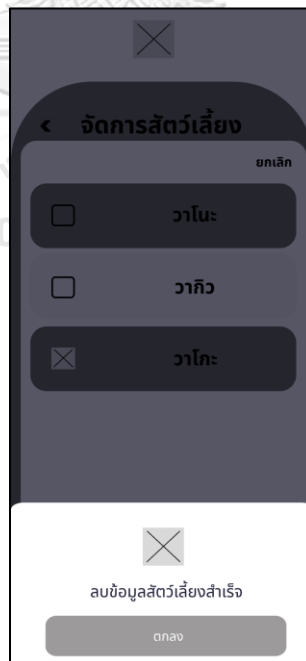 < จัดการสัตว์เลี้ยง
ยกเลิก
วาโนะ
วากิว
วาโกะ
ลบข้อมูลสัตว์เลี้ยงสำเร็จ
ตกลง